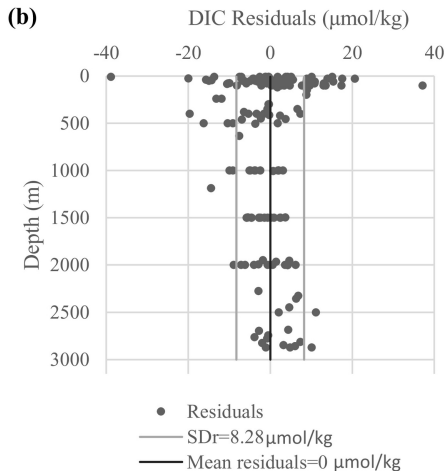 (b)
DIC Residuals (µmol/kg)
-40 -20 0 20 40
0
500
1000
1500
2000
2500
3000
Depth (m)
Residuals
SDr=8.28µmol/kg
Mean residuals=0 µmol/kg